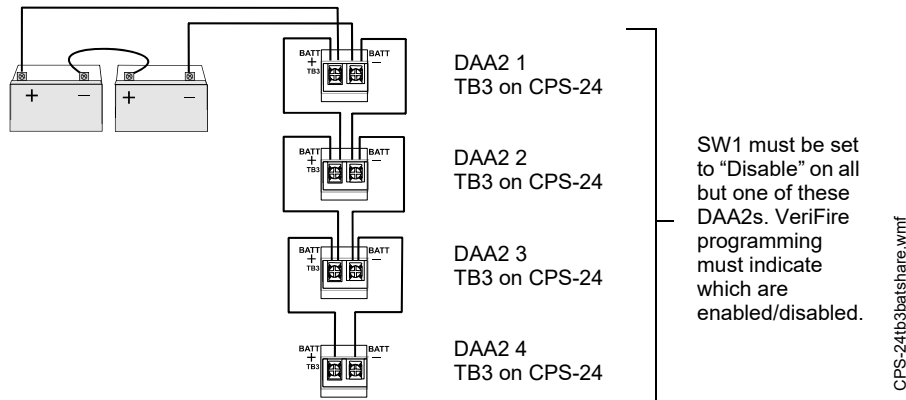 BATT
+
TB3
BATT
–
DAA2 1
TB3 on CPS-24
+ –
+ –
BATT
+
TB3
BATT
–
DAA2 2
TB3 on CPS-24
BATT
+
TB3
BATT
–
DAA2 3
TB3 on CPS-24
BATT
+
TB3
BATT
–
DAA2 4
TB3 on CPS-24
SW1 must be set
to “Disable” on all
but one of these
DAA2s. VeriFire
programming
must indicate
which are
enabled/disabled.
CPS-24tb3batshare.wmf